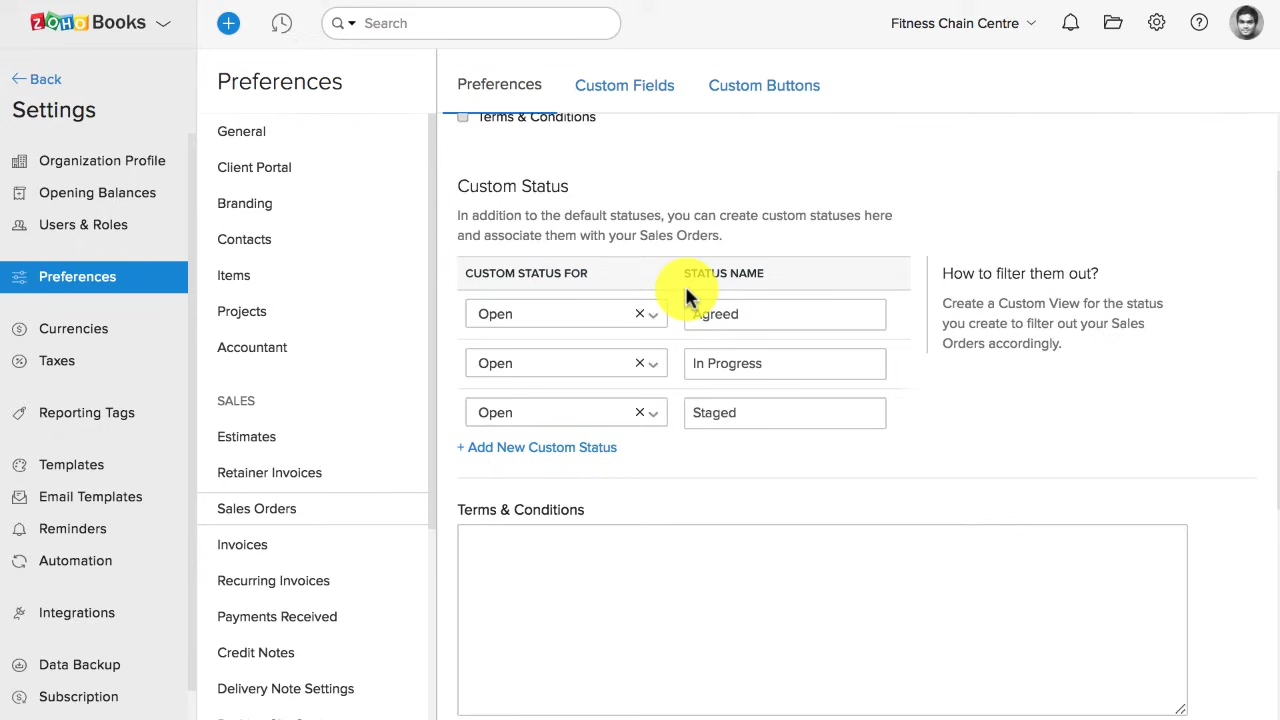 ZOHO Books
Search
Fitness Chain Centre
Back
Settings
Organization Profile
Opening Balances
Users & Roles
Preferences
Currencies
Taxes
Reporting Tags
Templates
Email Templates
Reminders
Automation
Integrations
Data Backup
Subscription
Preferences
General
Client Portal
Branding
Contacts
Items
Projects
Accountant
SALES
Estimates
Retainer Invoices
Sales Orders
Invoices
Recurring Invoices
Payments Received
Credit Notes
Delivery Note Settings
Preferences
Custom Fields
Custom Buttons
Terms & Conditions
Custom Status
In addition to the default statuses, you can create custom statuses here
and associate them with your Sales Orders.
CUSTOM STATUS FOR STATUS NAME
Open Agreed
Open In Progress
Open Staged
+ Add New Custom Status
How to filter them out?
Create a Custom View for the status
you create to filter out your Sales
Orders accordingly.
Terms & Conditions